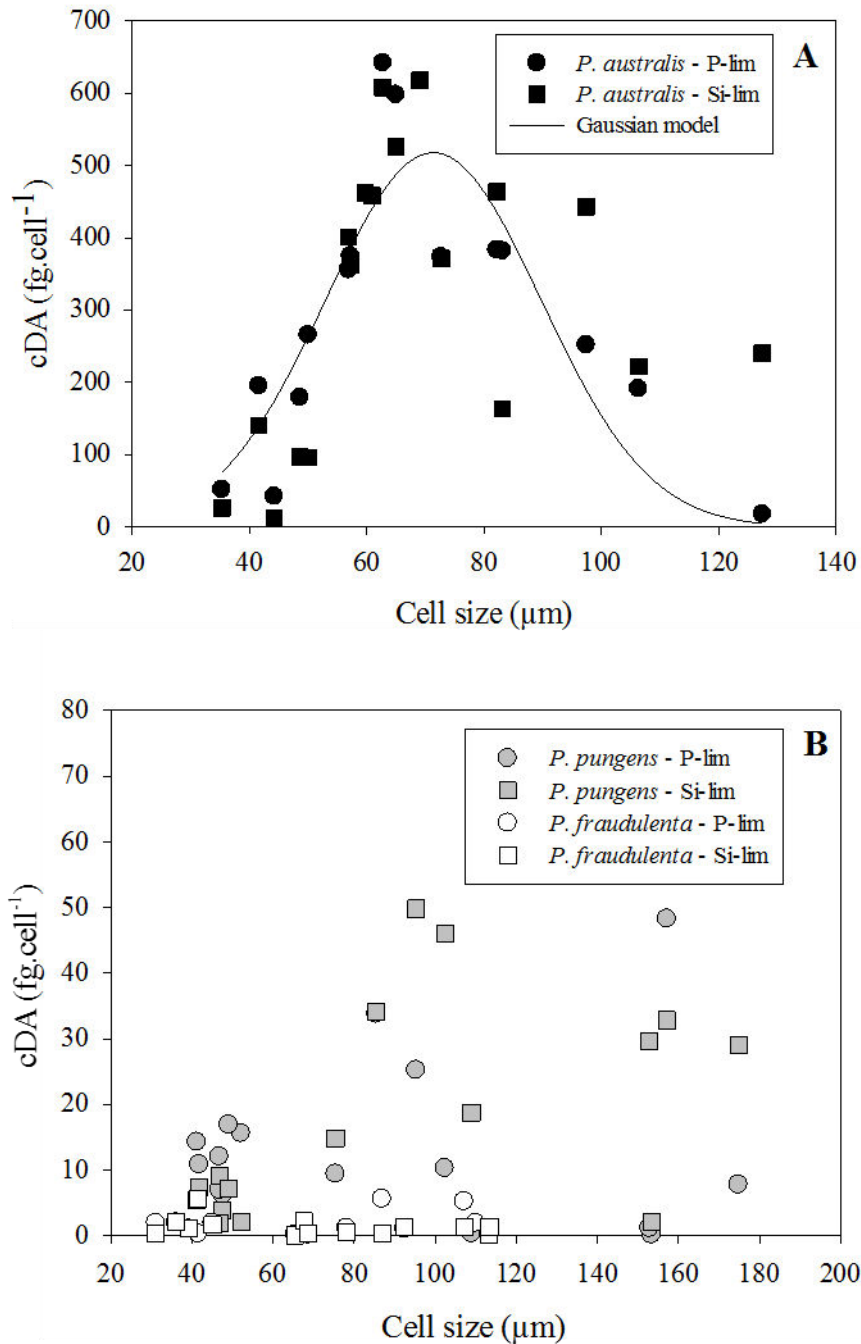 700
600
500
400
300
200
100
0
cDA (fg.cell-1)
P. australis - P-lim
P. australis - Si-lim
Gaussian model
A
20 40 60 80 100 120 140
Cell size (µm)
80
70
60
50
40
30
20
10
0
cDA (fg.cell-1)
P. pungens - P-lim
P. pungens - Si-lim
P. fraudulenta - P-lim
P. fraudulenta - Si-lim
B
20 40 60 80 100 120 140 160 180 200
Cell size (µm)